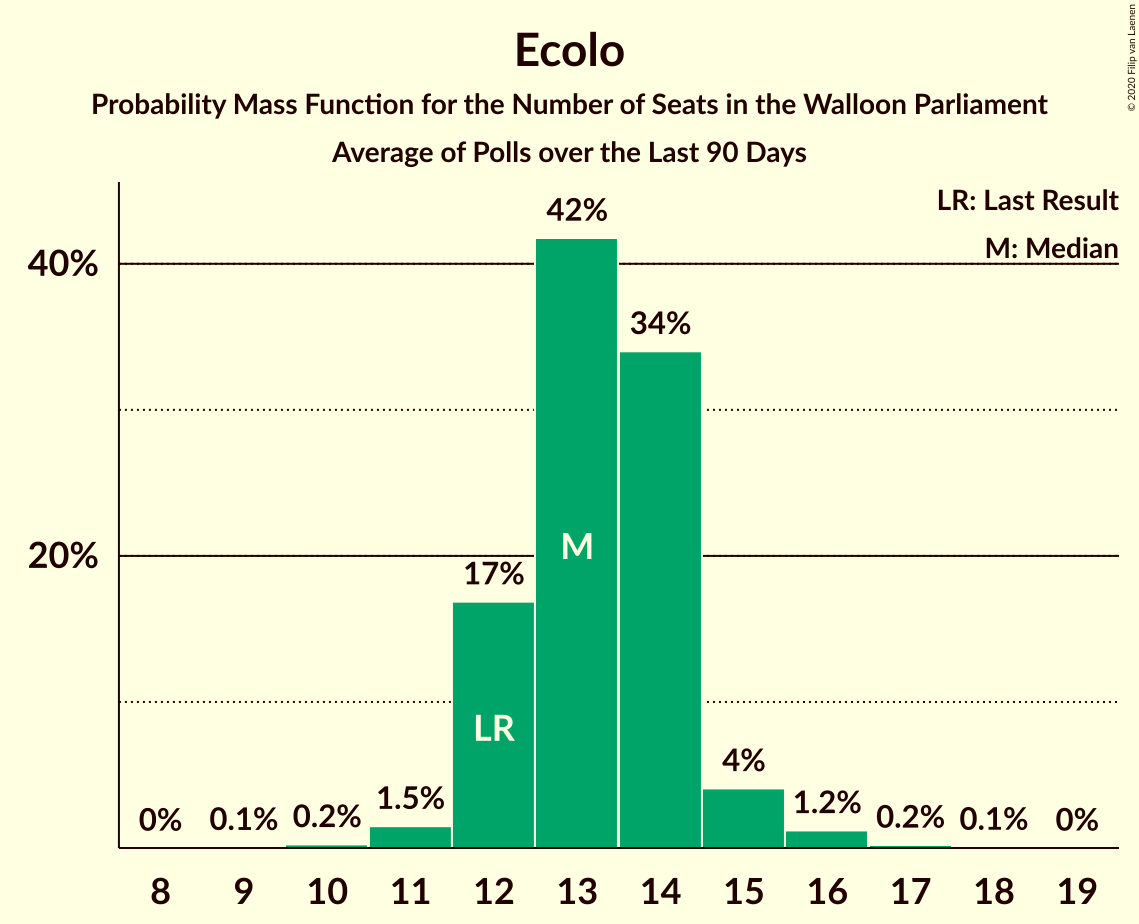 Ecolo
Probability Mass Function for the Number of Seats in the Walloon Parliament
Average of Polls over the Last 90 Days
© 2020 Filip van Laenen
LR: Last Result
M: Median
40%
20%
0%
0.1%
0.2%
1.5%
17%
42%
34%
4%
1.2%
0.2%
0.1%
0%
LR
M
8 9 10 11 12 13 14 15 16 17 18 19